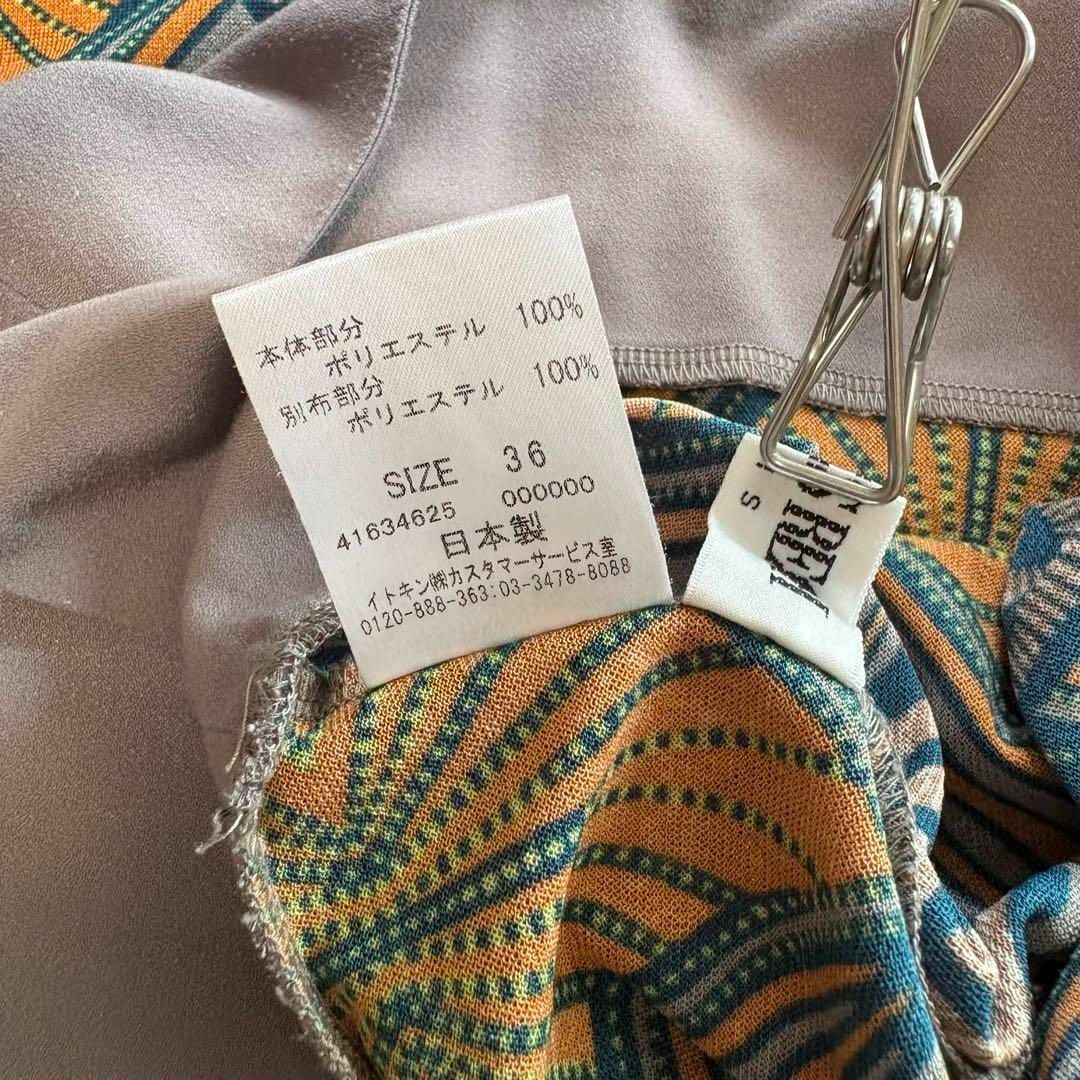 本体部分
ポリエステル 100%
別布部分
ポリエステル 100%
SIZE 36
41634625 000000
日本製
イトキン㈱カスタマーサービス室
0120-888-363:03-3478-8088
S